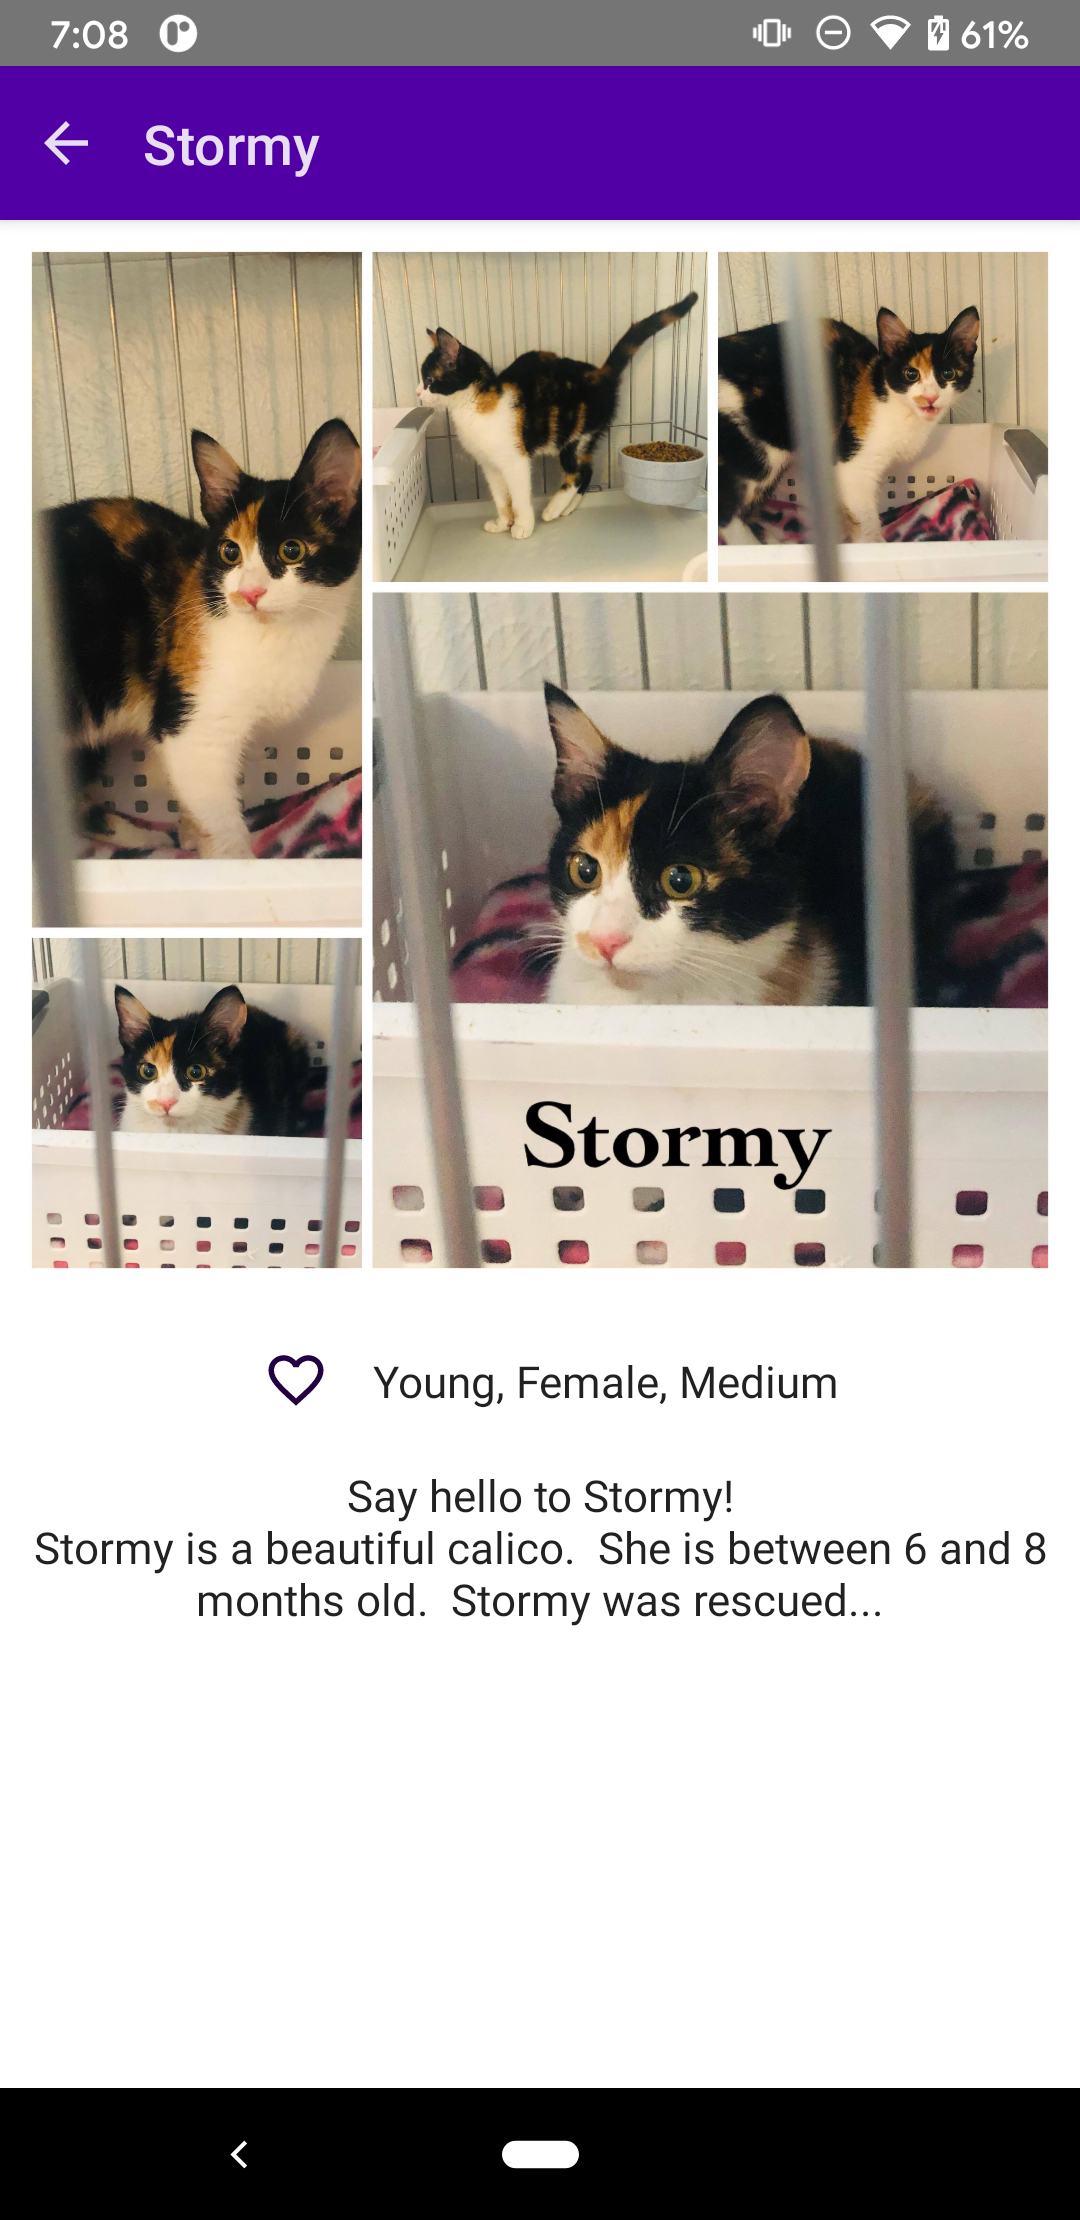 7:08
61%
Stormy
Stormy
Young, Female, Medium
Say hello to Stormy!
Stormy is a beautiful calico.  She is between 6 and 8
months old.  Stormy was rescued...